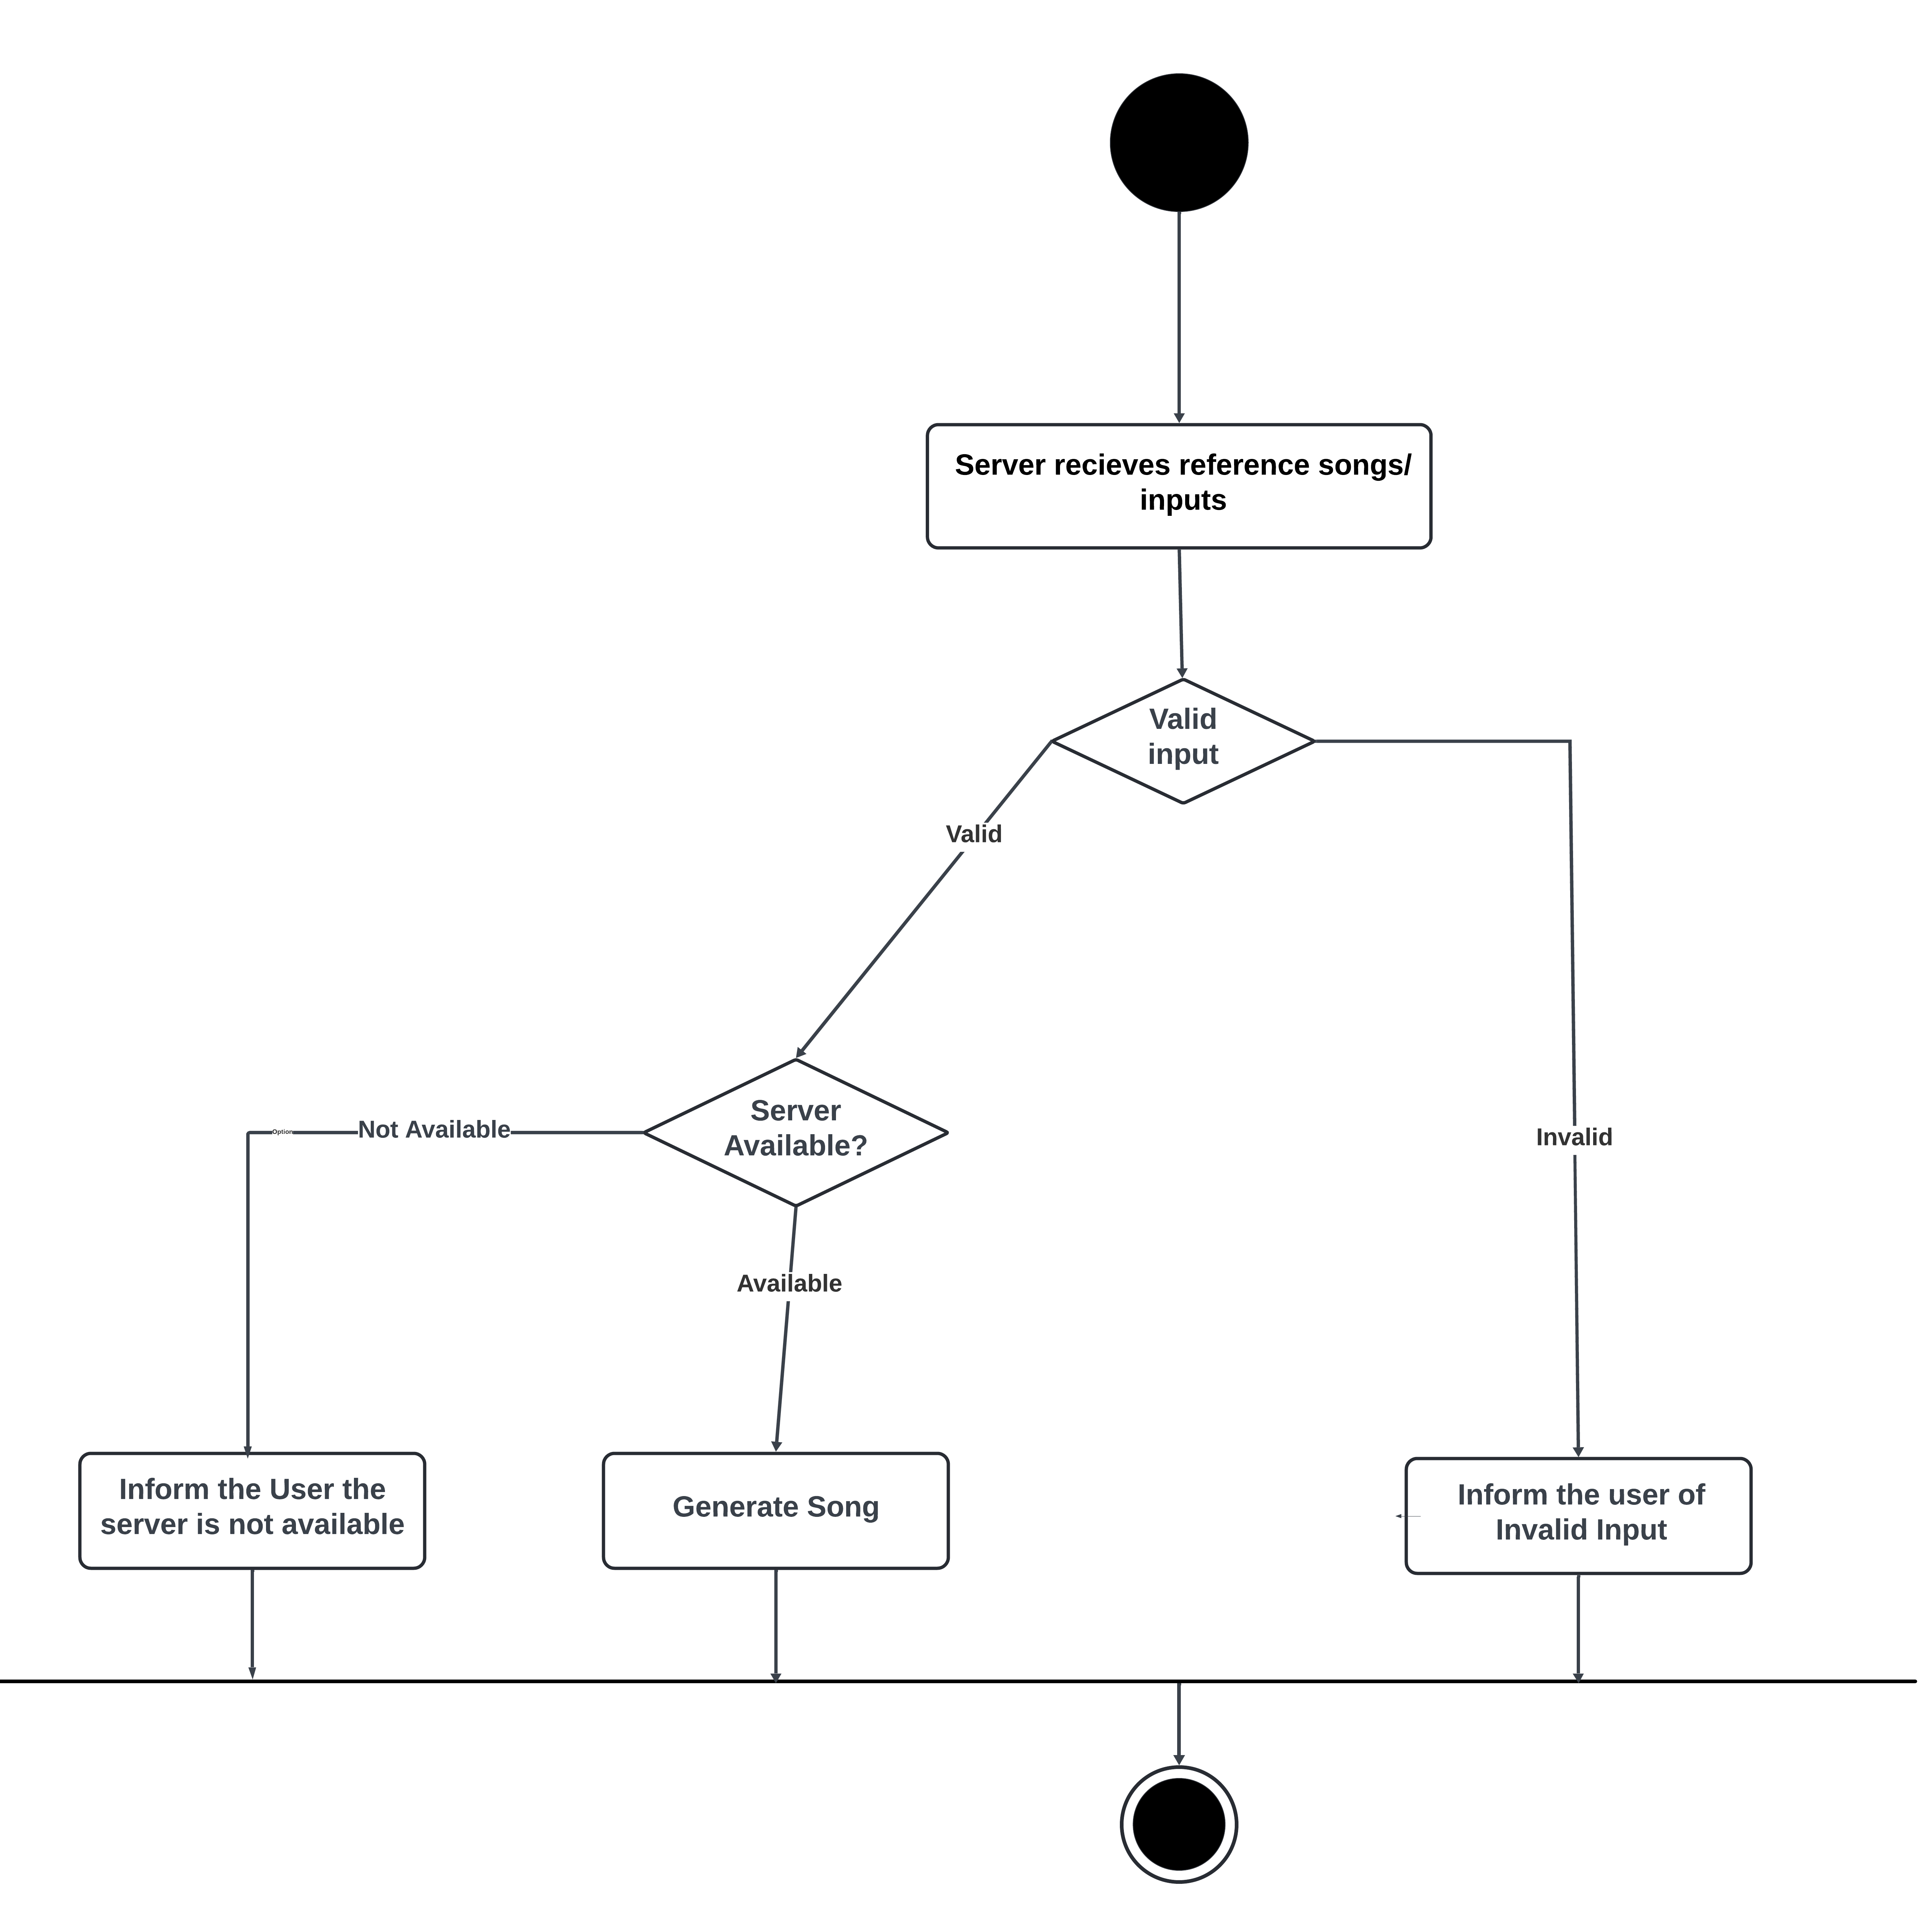 Server recieves reference songs/
inputs
Valid
input
Valid
Server
Available?
Option
Not Available
Invalid
Available
Inform the User the
server is not available
Generate Song
Inform the user of
Invalid Input